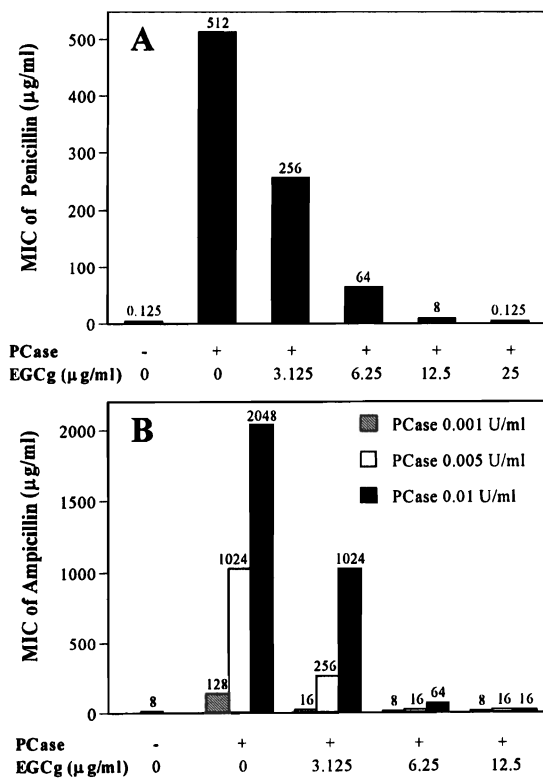 A
MIC of Penicillin (μg/ml)
500
400
300
200
100
0
0.125
512
256
64
8
0.125
PCase - + + + + +
EGCg (μg/ml) 0 0 3.125 6.25 12.5 25
B
MIC of Ampicillin (μg/ml)
2000
1500
1000
500
0
PCase 0.001 U/ml
PCase 0.005 U/ml
PCase 0.01 U/ml
8
128 1024 2048
16 256 1024
8 16 64
8 16 16
PCase - + + + +
EGCg (μg/ml) 0 0 3.125 6.25 12.5